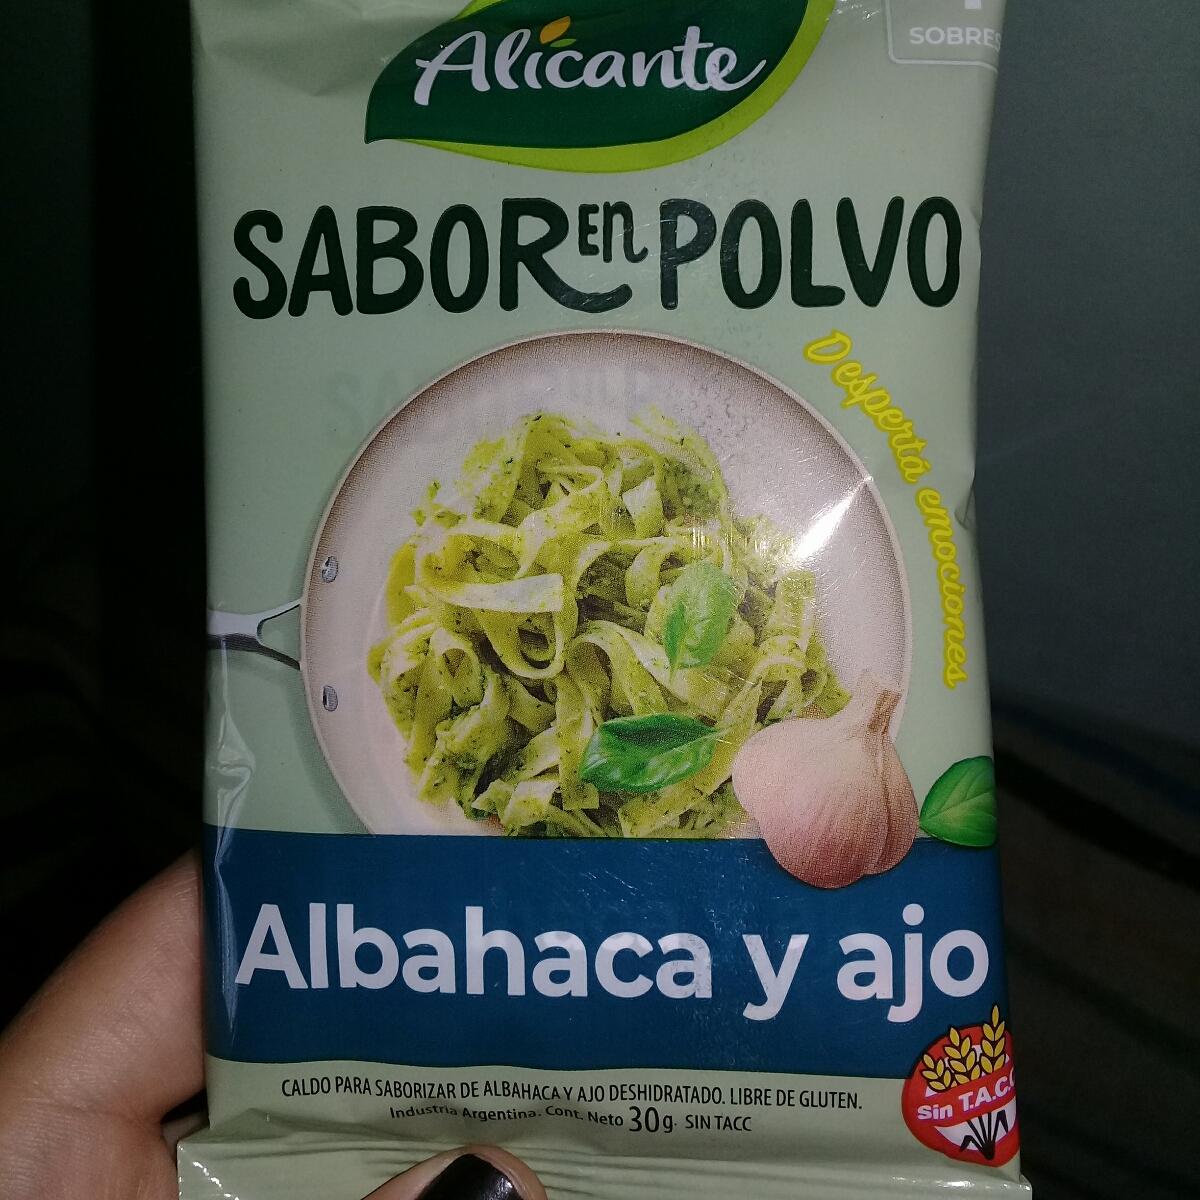 Alicante
SOBRES
SABOR EN POLVO
Despertá emociones
Albahaca y ajo
CALDO PARA SABORIZAR DE ALBAHACA Y AJO DESHIDRATADO. LIBRE DE GLUTEN.
Industria Argentina. Cont. Neto 30g. SIN TACC
Sin T.A.C.C